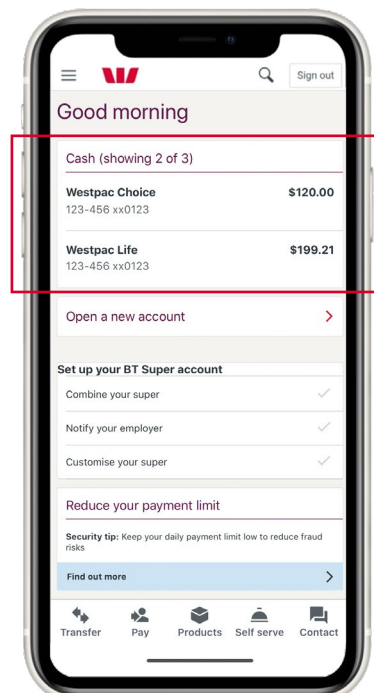 Sign out
Good morning
Cash (showing 2 of 3)
Westpac Choice $120.00
123-456 xx0123
Westpac Life $199.21
123-456 xx0123
Open a new account
Set up your BT Super account
Combine your super
Notify your employer
Customise your super
Reduce your payment limit
Security tip: Keep your daily payment limit low to reduce fraud
risks
Find out more
Transfer Pay Products Self serve Contact